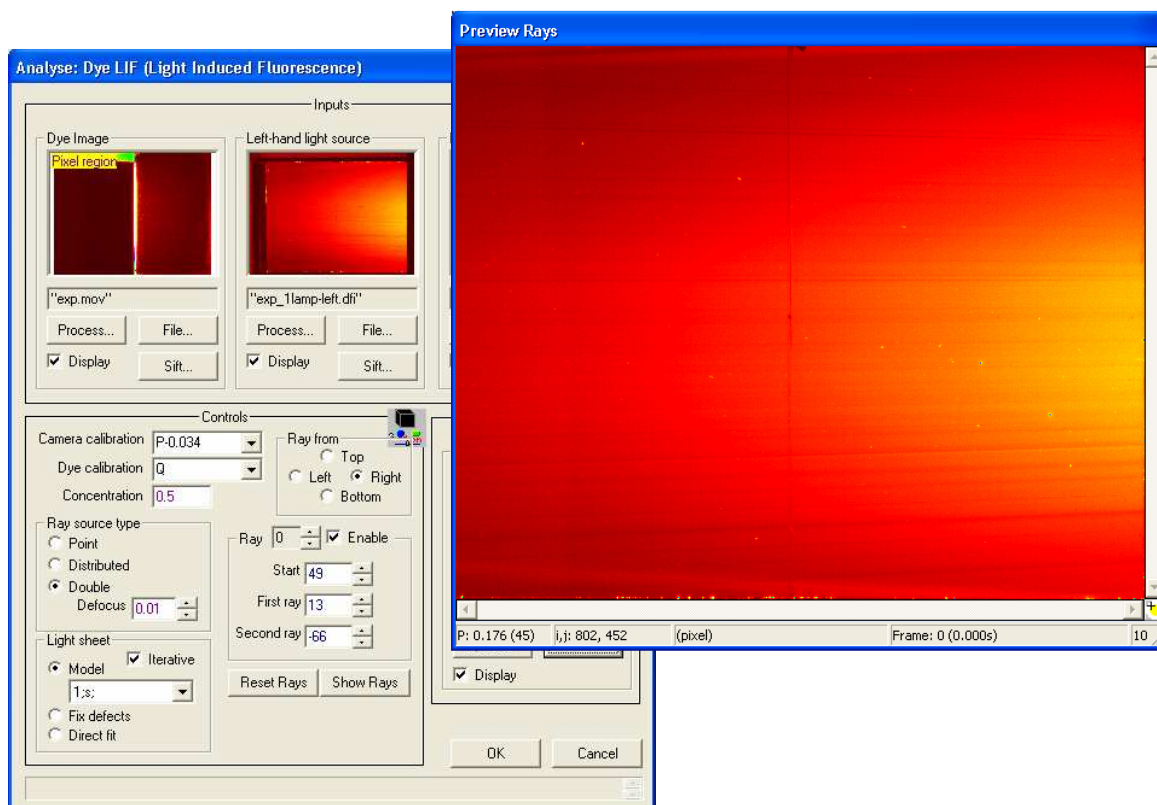 Preview Rays
Analyse: Dye LIF (Light Induced Fluorescence)
Inputs
Dye Image
Left-hand light source
Pixel region
"exp.mov"
"exp_1lamp-left.dfi"
Process...
File...
Process...
File...
Display
Sift...
Display
Sift...
Controls
Camera calibration
P-0.034
Dye calibration
Q
Concentration
0.5
Ray from
Top
Left
Right
Bottom
Ray source type
Point
Distributed
Double
Defocus
0.01
Ray
0
Enable
Start
49
First ray
13
Second ray
-66
Light sheet
Model
Iterative
1;s;
Fix defects
Direct fit
Reset Rays
Show Rays
P: 0.176 (45)
i,j: 802, 452
(pixel)
Frame: 0 (0.000s)
10
Display
OK
Cancel